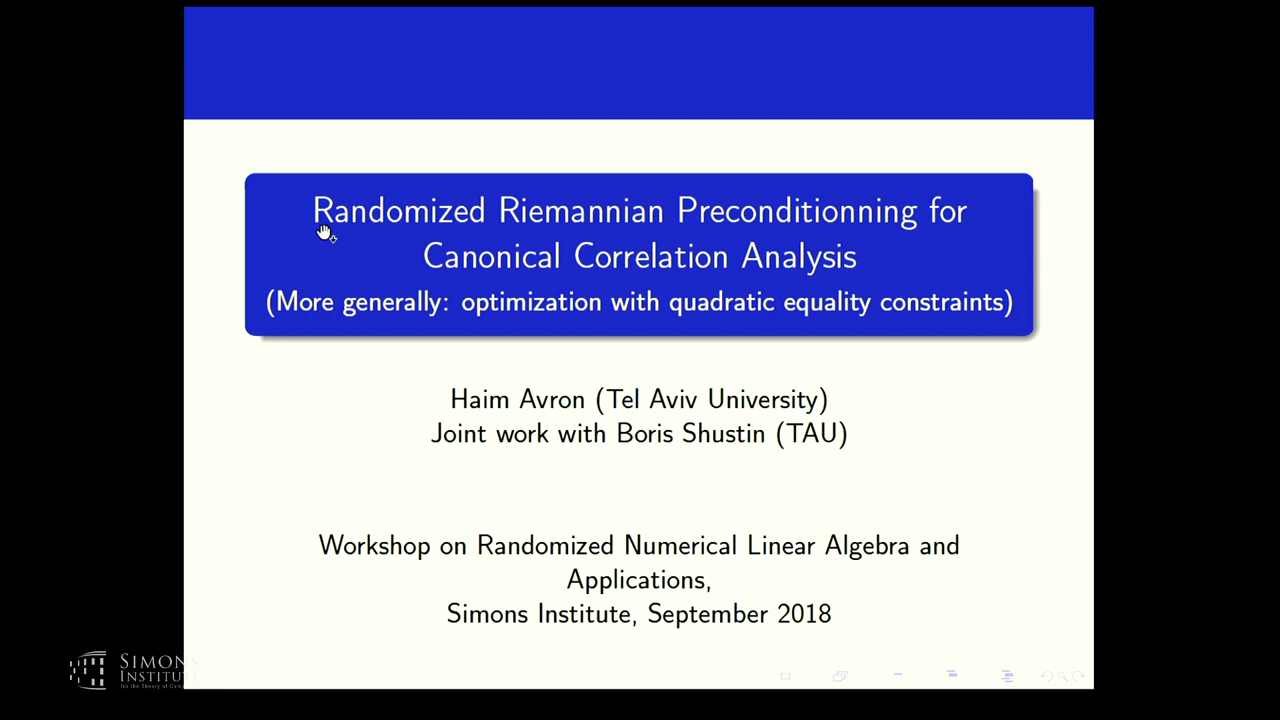 Randomized Riemannian Preconditionning for
Canonical Correlation Analysis
(More generally: optimization with quadratic equality constraints)
Haim Avron (Tel Aviv University)
Joint work with Boris Shustin (TAU)
Workshop on Randomized Numerical Linear Algebra and
Applications,
Simons Institute, September 2018
SIMONS
INSTITUTE